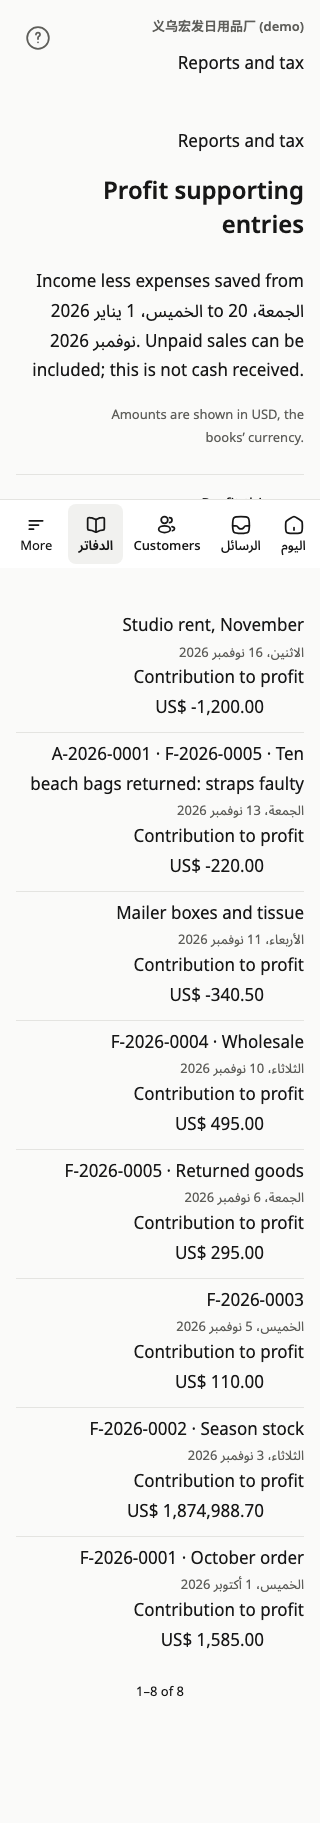 义乌宏发日用品厂 (demo)
Reports and tax
Reports and tax
Profit supporting
entries
Income less expenses saved from
الخميس، 1 يناير 2026 to الجمعة، 20
نوفمبر 2026. Unpaid sales can be
included; this is not cash received.
Amounts are shown in USD, the
books’ currency.
اليوم
الرسائل
Customers
الدفاتر
More
Studio rent, November
الاثنين، 16 نوفمبر 2026
Contribution to profit
US$ -1,200.00
A-2026-0001 · F-2026-0005 · Ten
beach bags returned: straps faulty
الجمعة، 13 نوفمبر 2026
Contribution to profit
US$ -220.00
Mailer boxes and tissue
الأربعاء، 11 نوفمبر 2026
Contribution to profit
US$ -340.50
F-2026-0004 · Wholesale
الثلاثاء، 10 نوفمبر 2026
Contribution to profit
US$ 495.00
F-2026-0005 · Returned goods
الجمعة، 6 نوفمبر 2026
Contribution to profit
US$ 295.00
F-2026-0003
الخميس، 5 نوفمبر 2026
Contribution to profit
US$ 110.00
F-2026-0002 · Season stock
الثلاثاء، 3 نوفمبر 2026
Contribution to profit
US$ 1,874,988.70
F-2026-0001 · October order
الخميس، 1 أكتوبر 2026
Contribution to profit
US$ 1,585.00
1–8 of 8